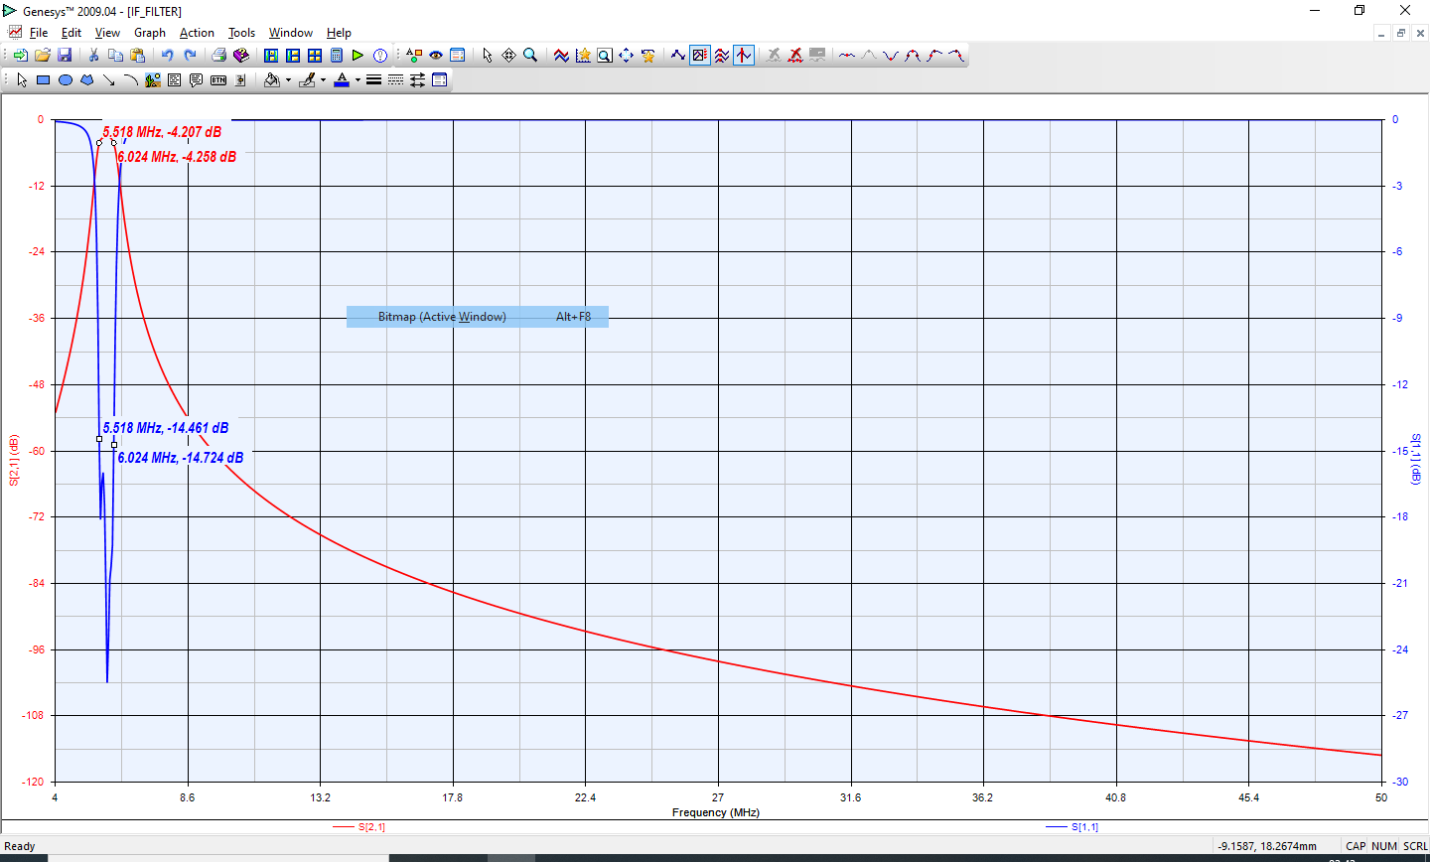 Genesys™ 2009.04 - [IF_FILTER]
File Edit View Graph Action Tools Window Help
BTN
A
0 0
5.518 MHz, -4.207 dB
6.024 MHz, -4.258 dB
-12 -3
-24 -6
-36 -9
Bitmap (Active Window) Alt+F8
-48 -12
5.518 MHz, -14.461 dB
6.024 MHz, -14.724 dB
-60 -15
S[2,1] (dB)
S[1,1] (dB)
-72 -18
-84 -21
-96 -24
-108 -27
-120 -30
4 8.6 13.2 17.8 22.4 27 31.6 36.2 40.8 45.4 50
Frequency (MHz)
S[2,1] S[1,1]
Ready -9.1587, 18.2674mm CAP NUM SCRL